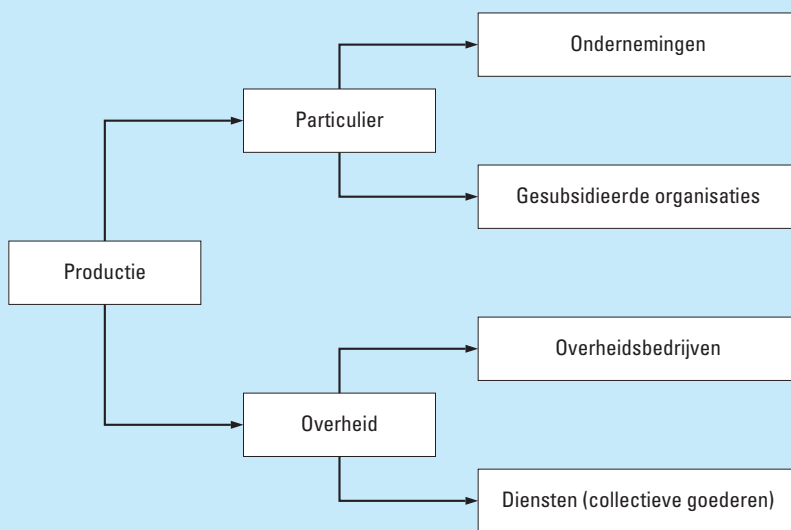 Ondernemingen
Particulier
Gesubsidieerde organisaties
Productie
Overheidsbedrijven
Overheid
Diensten (collectieve goederen)